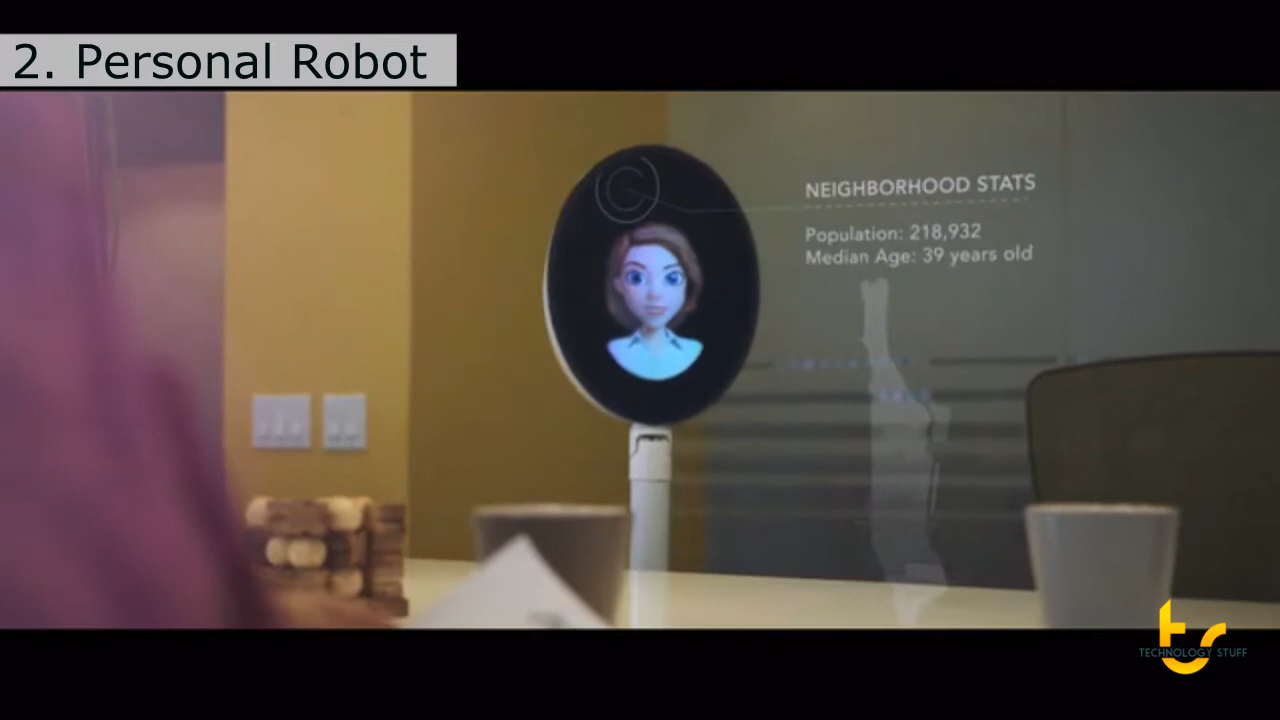 2. Personal Robot
NEIGHBORHOOD STATS
Population: 218,932
Median Age: 39 years old
TECHNOLOGY STUFF